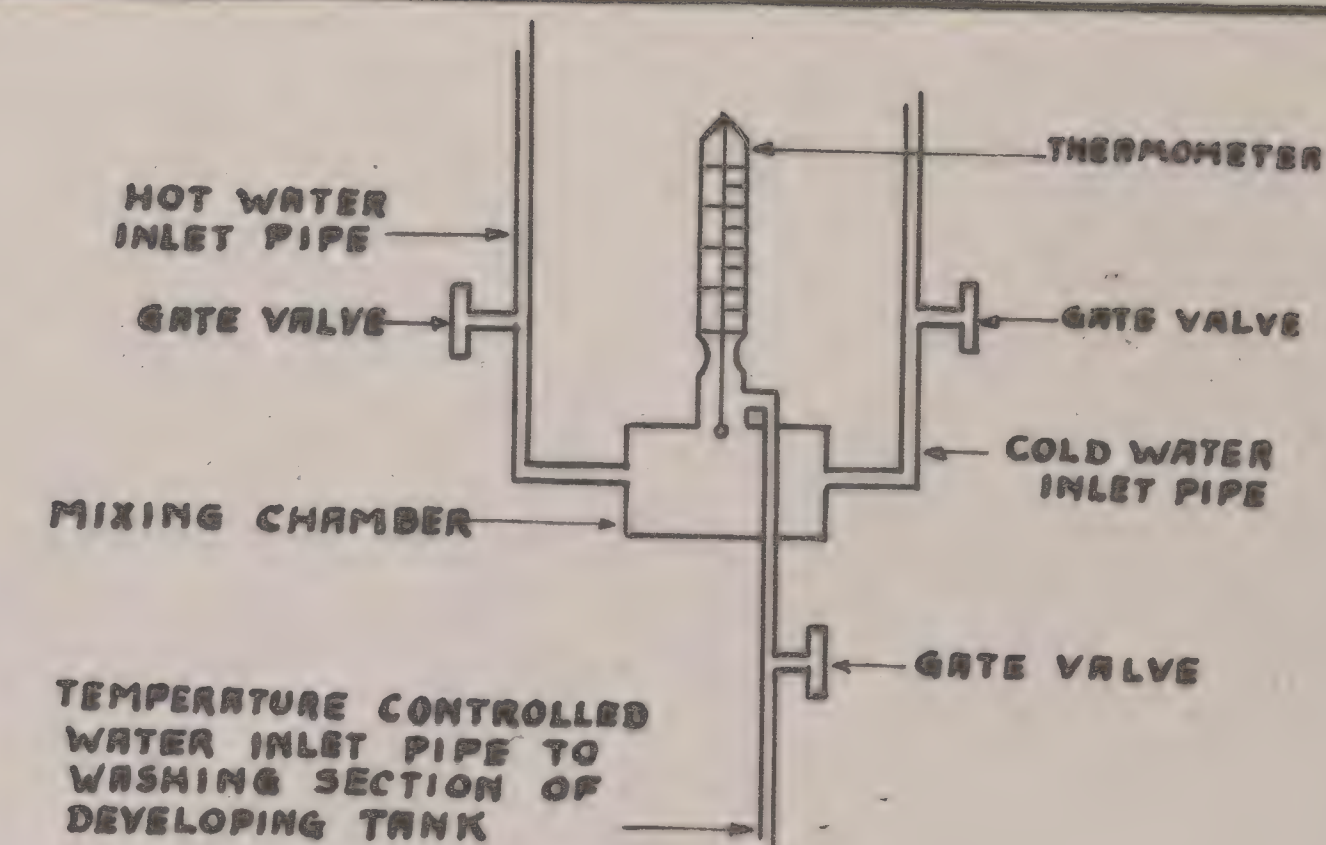 THERMOMETER
HOT WATER
INLET PIPE
GATE VALVE
GATE VALVE
COLD WATER
INLET PIPE
MIXING CHAMBER
GATE VALVE
TEMPERATURE CONTROLLED
WATER INLET PIPE TO
WASHING SECTION OF
DEVELOPING TANK